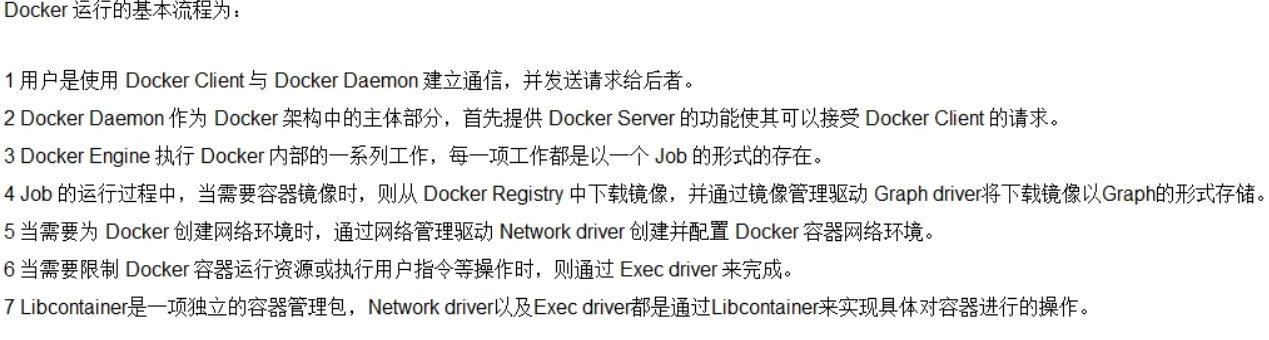 Docker 运行的基本流程为：
1 用户是使用 Docker Client 与 Docker Daemon 建立通信，并发送请求给后者。
2 Docker Daemon 作为 Docker 架构中的主体部分，首先提供 Docker Server 的功能使其可以接受 Docker Client 的请求。
3 Docker Engine 执行 Docker 内部的一系列工作，每一项工作都是以一个 Job 的形式的存在。
4 Job 的运行过程中，当需要容器镜像时，则从 Docker Registry 中下载镜像，并通过镜像管理驱动 Graph driver将下载镜像以Graph的形式存储。
5 当需要为 Docker 创建网络环境时，通过网络管理驱动 Network driver 创建并配置 Docker 容器网络环境。
6 当需要限制 Docker 容器运行资源或执行用户指令等操作时，则通过 Exec driver 来完成。
7 Libcontainer是一项独立的容器管理包，Network driver以及Exec driver都是通过Libcontainer来实现具体对容器进行的操作。